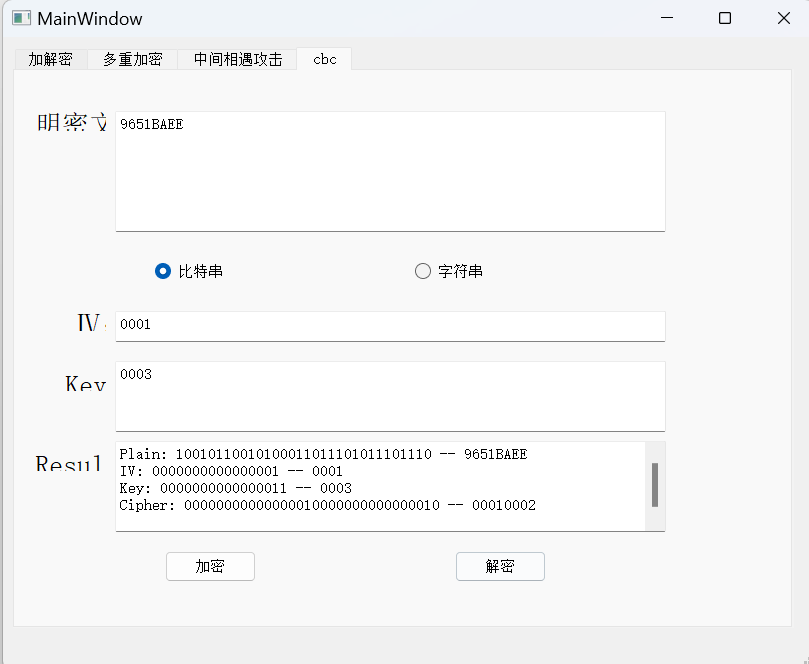 MainWindow
加解密 多重加密 中间相遇攻击 cbc
明密文
9651BAEE
比特串 字符串
IV
0001
Key
0003
Resul
Plain: 10010110010100011011101011101110 -- 9651BAEE
IV: 0000000000000001 -- 0001
Key: 0000000000000011 -- 0003
Cipher: 00000000000000010000000000000010 -- 00010002
加密 解密